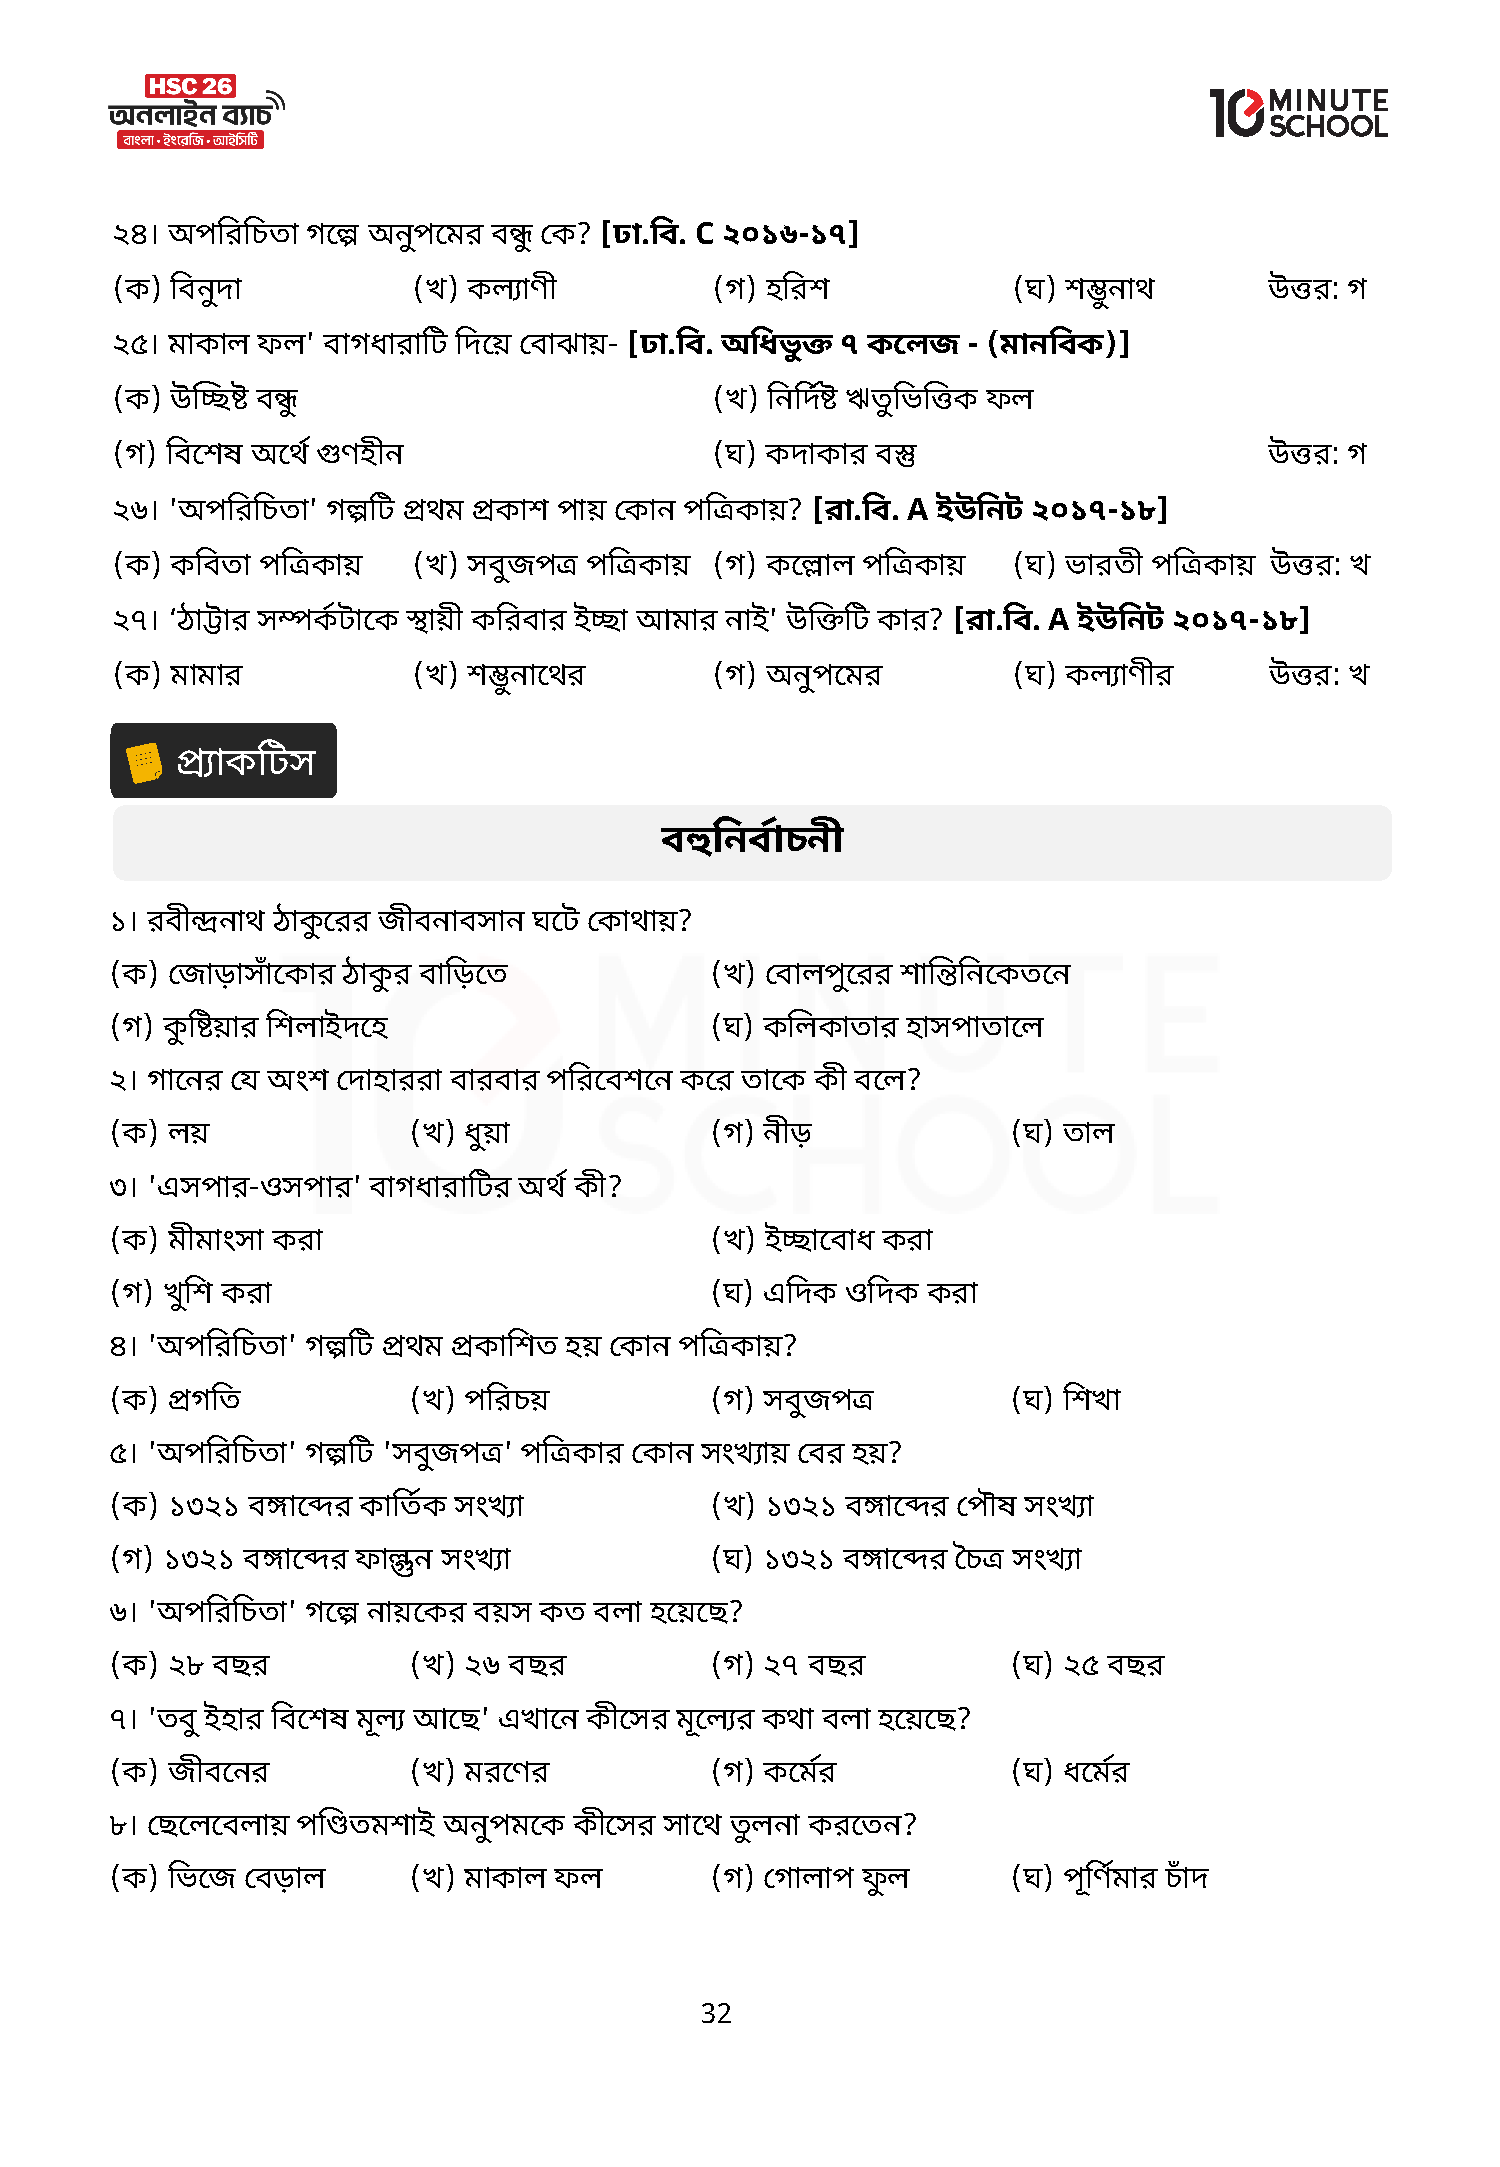 HSC 26
অনলাইন ব্যাচ
বাংলা • ইংরেজি • আইসিটি
10 MINUTE SCHOOL
২৪। অপরিচিতা গল্পে অনুপমের বন্ধু কে? [ঢা.বি. C ২০১৬-১৭]
(ক) বিনুদা (খ) কল্যাণী (গ) হরিশ (ঘ) শম্ভুনাথ উত্তর: গ
২৫। মাকাল ফল' বাগধারাটি দিয়ে বোঝায়- [ঢা.বি. অধিভুক্ত ৭ কলেজ - (মানবিক)]
(ক) উচ্ছিষ্ট বন্ধু (খ) নির্দিষ্ট ঋতুভিত্তিক ফল
(গ) বিশেষ অর্থে গুণহীন (ঘ) কদাকার বস্তু উত্তর: গ
২৬। 'অপরিচিতা' গল্পটি প্রথম প্রকাশ পায় কোন পত্রিকায়? [রা.বি. A ইউনিট ২০১৭-১৮]
(ক) কবিতা পত্রিকায় (খ) সবুজপত্র পত্রিকায় (গ) কল্লোল পত্রিকায় (ঘ) ভারতী পত্রিকায় উত্তর: খ
২৭। ‘ঠাট্টার সম্পর্কটাকে স্থায়ী করিবার ইচ্ছা আমার নাই' উক্তিটি কার? [রা.বি. A ইউনিট ২০১৭-১৮]
(ক) মামার (খ) শম্ভুনাথের (গ) অনুপমের (ঘ) কল্যাণীর উত্তর: খ
প্র্যাকটিস
বহুনির্বাচনী
১। রবীন্দ্রনাথ ঠাকুরের জীবনাবসান ঘটে কোথায়?
(ক) জোড়াসাঁকোর ঠাকুর বাড়িতে (খ) বোলপুরের শান্তিনিকেতনে
(গ) কুষ্টিয়ার শিলাইদহে (ঘ) কলিকাতার হাসপাতালে
২। গানের যে অংশ দোহাররা বারবার পরিবেশনে করে তাকে কী বলে?
(ক) লয় (খ) ধুয়া (গ) নীড় (ঘ) তাল
৩। 'এসপার-ওসপার' বাগধারাটির অর্থ কী?
(ক) মীমাংসা করা (খ) ইচ্ছাবোধ করা
(গ) খুশি করা (ঘ) এদিক ওদিক করা
৪। 'অপরিচিতা' গল্পটি প্রথম প্রকাশিত হয় কোন পত্রিকায়?
(ক) প্রগতি (খ) পরিচয় (গ) সবুজপত্র (ঘ) শিখা
৫। 'অপরিচিতা' গল্পটি 'সবুজপত্র' পত্রিকার কোন সংখ্যায় বের হয়?
(ক) ১৩২১ বঙ্গাব্দের কার্তিক সংখ্যা (খ) ১৩২১ বঙ্গাব্দের পৌষ সংখ্যা
(গ) ১৩২১ বঙ্গাব্দের ফাল্গুন সংখ্যা (ঘ) ১৩২১ বঙ্গাব্দের চৈত্র সংখ্যা
৬। 'অপরিচিতা' গল্পে নায়কের বয়স কত বলা হয়েছে?
(ক) ২৮ বছর (খ) ২৬ বছর (গ) ২৭ বছর (ঘ) ২৫ বছর
৭। 'তবু ইহার বিশেষ মূল্য আছে' এখানে কীসের মূল্যের কথা বলা হয়েছে?
(ক) জীবনের (খ) মরণের (গ) কর্মের (ঘ) ধর্মের
৮। ছেলেবেলায় পণ্ডিতমশাই অনুপমকে কীসের সাথে তুলনা করতেন?
(ক) ভিজে বেড়াল (খ) মাকাল ফল (গ) গোলাপ ফুল (ঘ) পূর্ণিমার চাঁদ
32